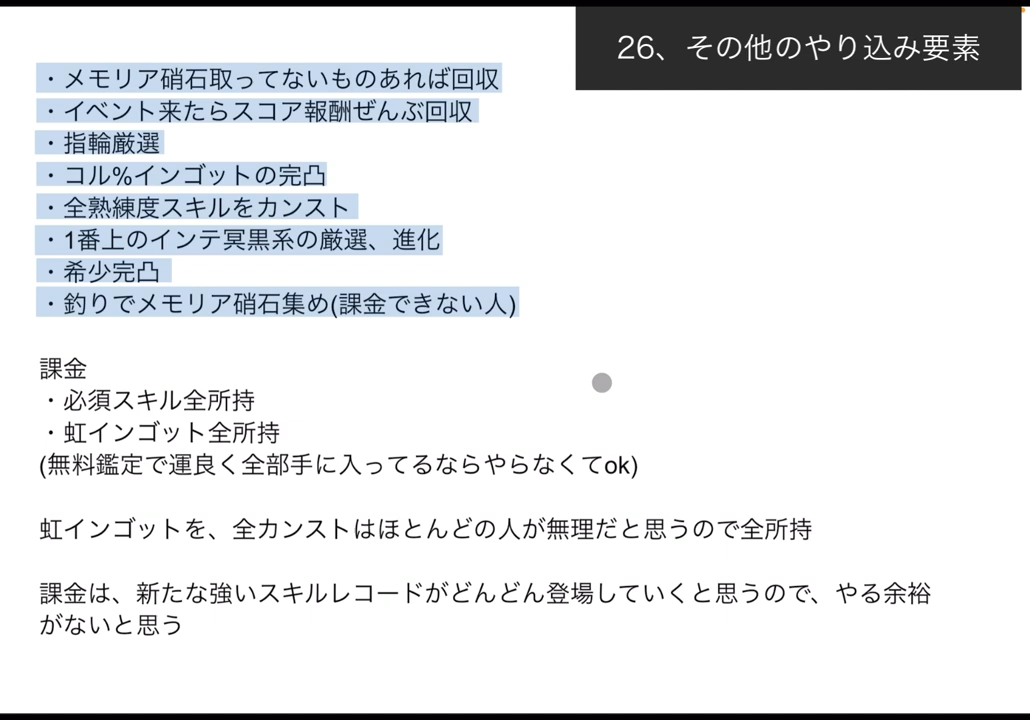 26、その他のやり込み要素
・メモリア硝石取ってないものあれば回収
・イベント来たらスコア報酬ぜんぶ回収
・指輪厳選
・コル%インゴットの完凸
・全熟練度スキルをカンスト
・1番上のインテ冥黒系の厳選、進化
・希少完凸
・釣りでメモリア硝石集め(課金できない人)
課金
・必須スキル全所持
・虹インゴット全所持
(無料鑑定で運良く全部手に入ってるならやらなくてok)
虹インゴットを、全カンストはほとんどの人が無理だと思うので全所持
課金は、新たな強いスキルレコードがどんどん登場していくと思うので、やる余裕
がないと思う